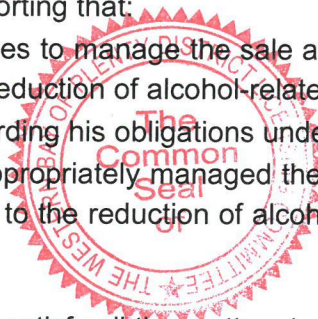 orting that:
es to manage the sale a
eduction of alcohol-relate
rding his obligations unde
propriately managed the
to the reduction of alcoh
THE WESTERN BAY OF PLENTY DISTRICT LICENSING COMMITTEE
The
Common
Seal
of